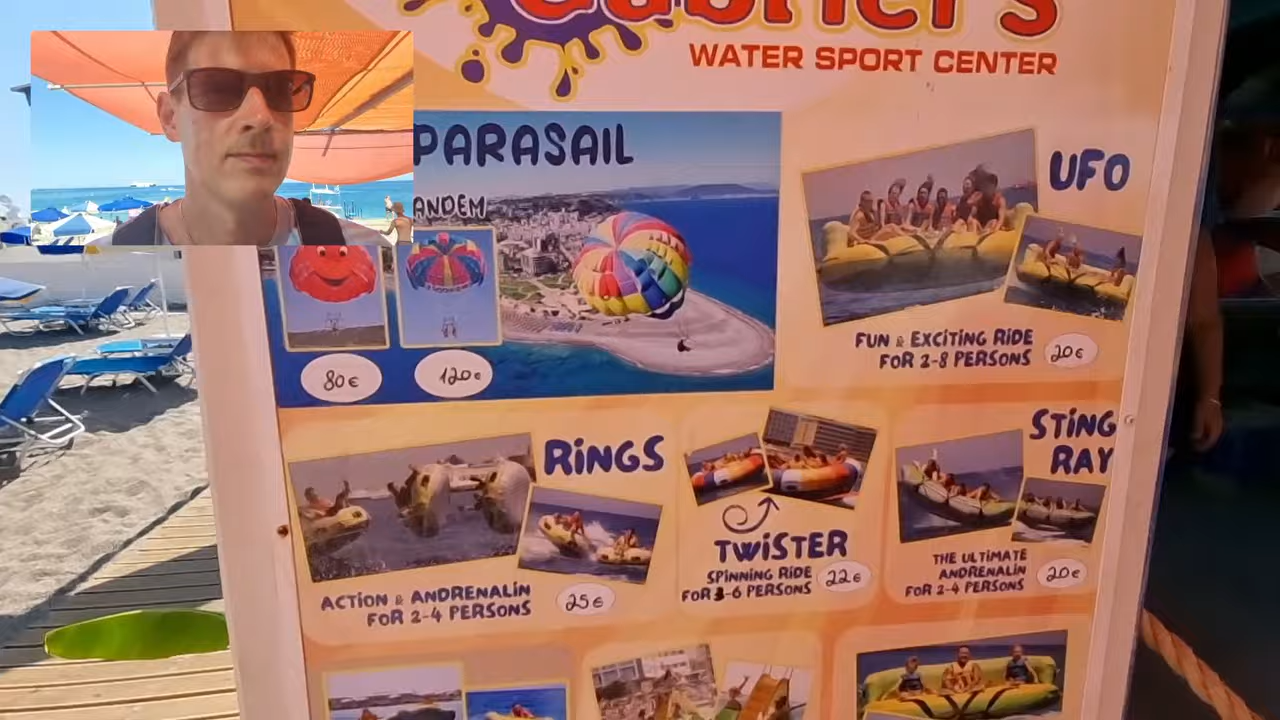 Gabriel's
WATER SPORT CENTER
PARASAIL
80€
120€
UFO
FUN & EXCITING RIDE
FOR 2-8 PERSONS
20€
RINGS
ACTION & ANDRENALIN
FOR 2-4 PERSONS
25€
TWISTER
SPINNING RIDE
FOR 3-6 PERSONS
22€
STING
RAY
THE ULTIMATE
ANDRENALIN
FOR 2-4 PERSONS
20€